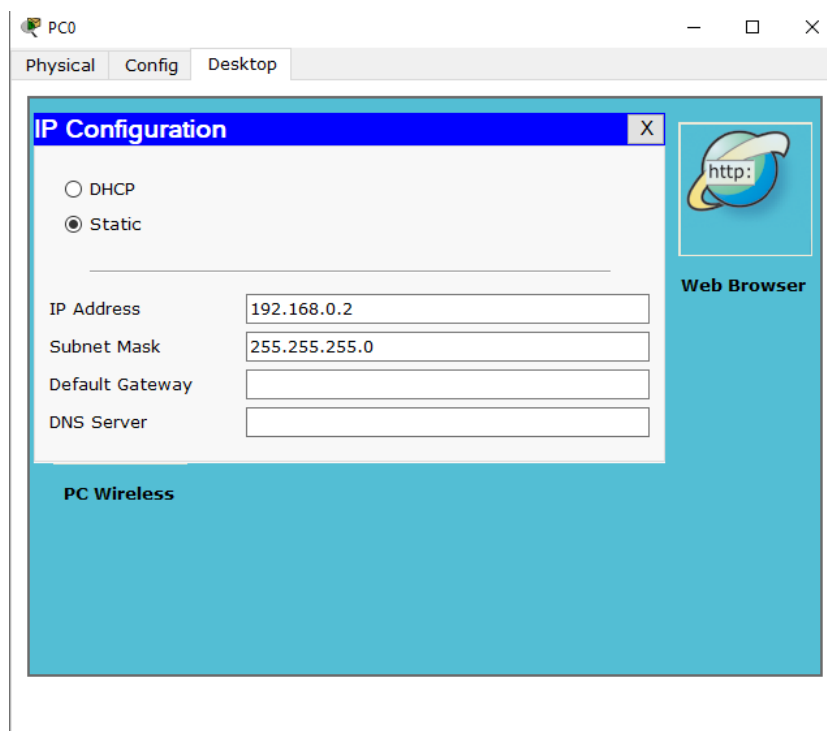 PC0
Physical Config Desktop
IP Configuration X
http:
DHCP
Static
Web Browser
IP Address 192.168.0.2
Subnet Mask 255.255.255.0
Default Gateway
DNS Server
PC Wireless